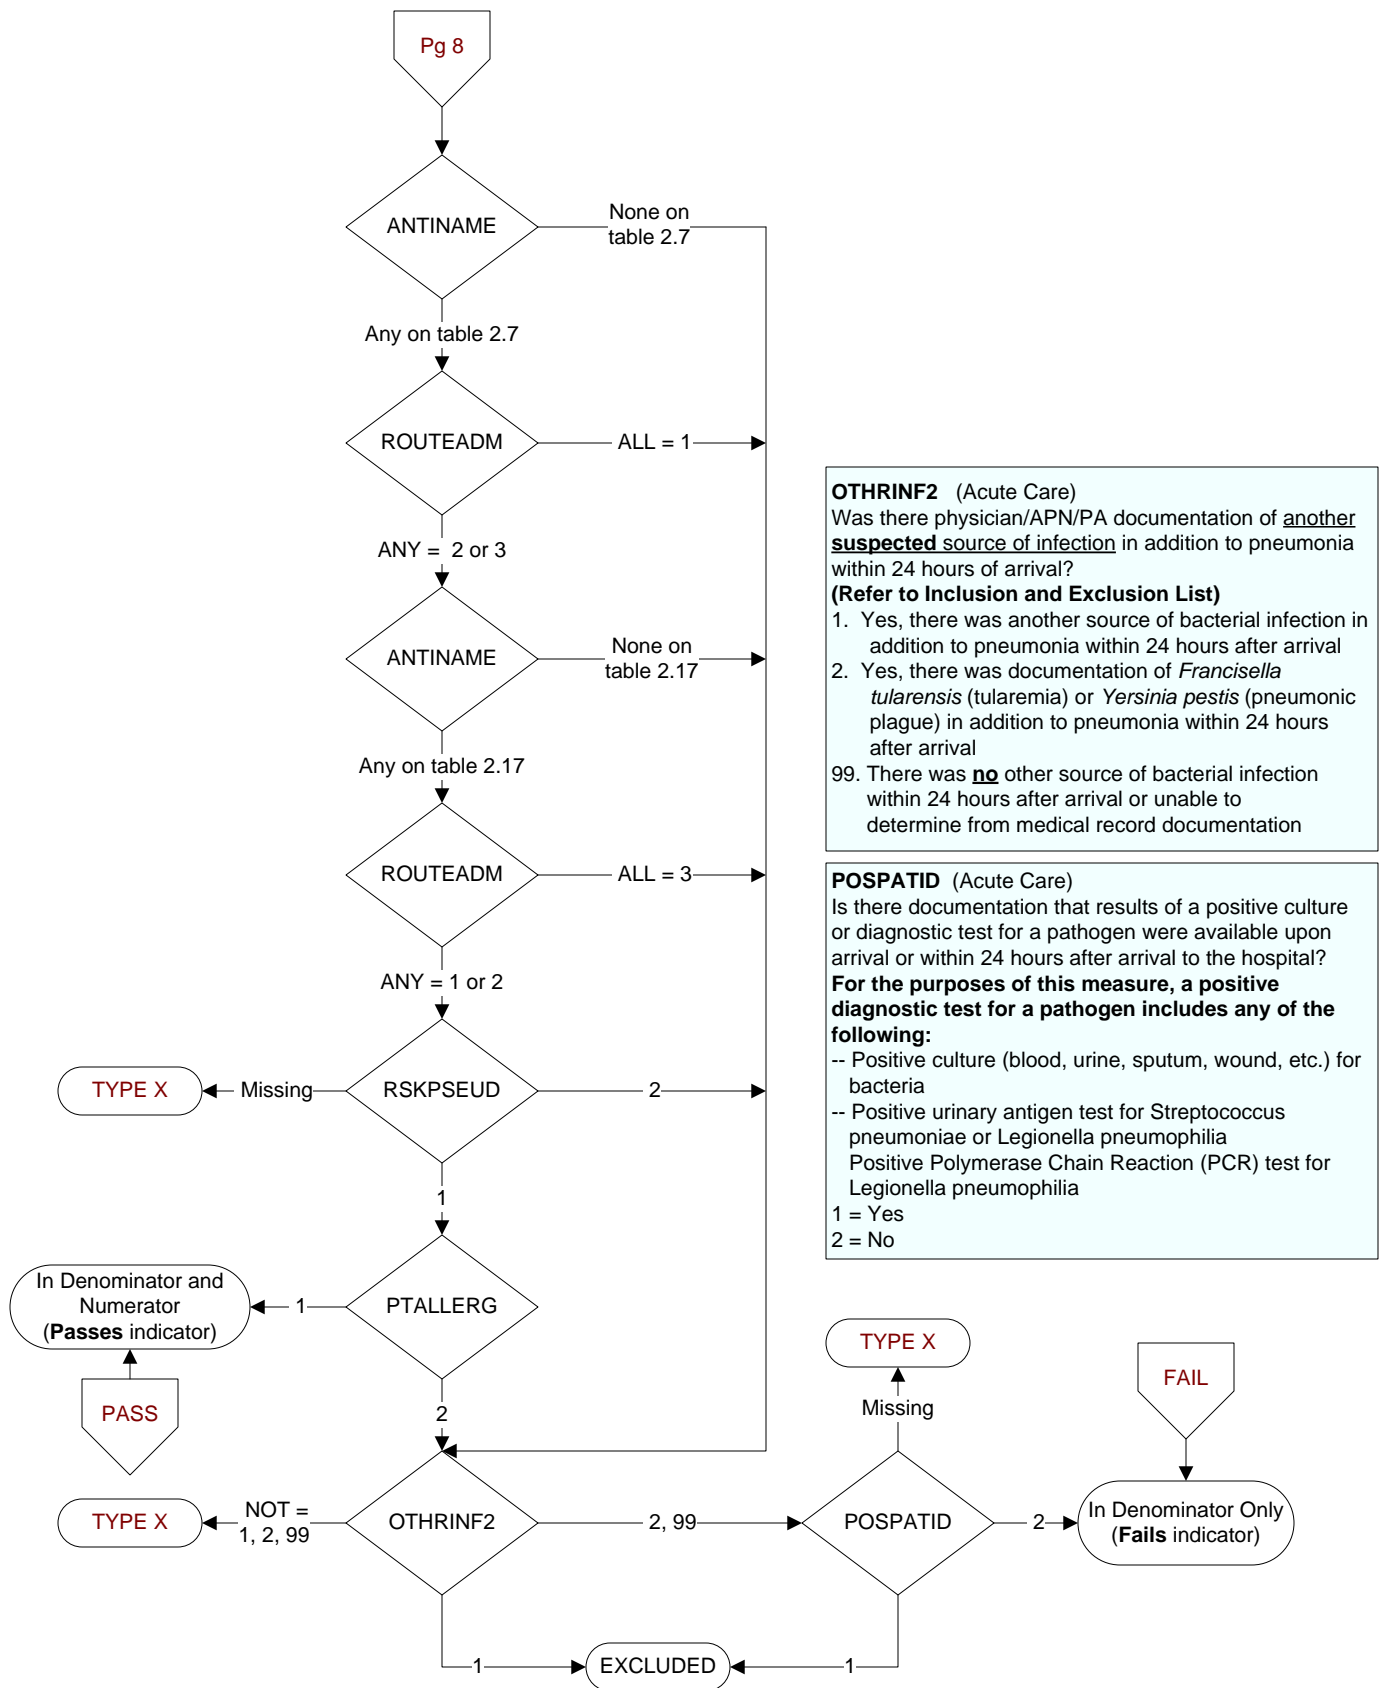 Pg 8
ANTINAME
None on
table 2.7
Any on table 2.7
ROUTEADM
ALL = 1
ANY =  2 or 3
ANTINAME
None on
table 2.17
Any on table 2.17
ROUTEADM
ALL = 3
ANY = 1 or 2
TYPE X
Missing
RSKPSEUD
2
1
In Denominator and
Numerator
(Passes indicator)
1
PTALLERG
PASS
2
TYPE X
NOT =
1, 2, 99
OTHRINF2
2, 99
1
EXCLUDED
1
TYPE X
Missing
POSPATID
2
FAIL
In Denominator Only
(Fails indicator)
OTHRINF2   (Acute Care)
Was there physician/APN/PA documentation of another
suspected source of infection in addition to pneumonia
within 24 hours of arrival?
(Refer to Inclusion and Exclusion List)
1.  Yes, there was another source of bacterial infection in
addition to pneumonia within 24 hours after arrival
2.  Yes, there was documentation of Francisella
tularensis (tularemia) or Yersinia pestis (pneumonic
plague) in addition to pneumonia within 24 hours
after arrival
99. There was no other source of bacterial infection
within 24 hours after arrival or unable to
determine from medical record documentation
POSPATID  (Acute Care)
Is there documentation that results of a positive culture
or diagnostic test for a pathogen were available upon
arrival or within 24 hours after arrival to the hospital?
For the purposes of this measure, a positive
diagnostic test for a pathogen includes any of the
following:
-- Positive culture (blood, urine, sputum, wound, etc.) for
bacteria
-- Positive urinary antigen test for Streptococcus
pneumoniae or Legionella pneumophilia
Positive Polymerase Chain Reaction (PCR) test for
Legionella pneumophilia
1 = Yes
2 = No